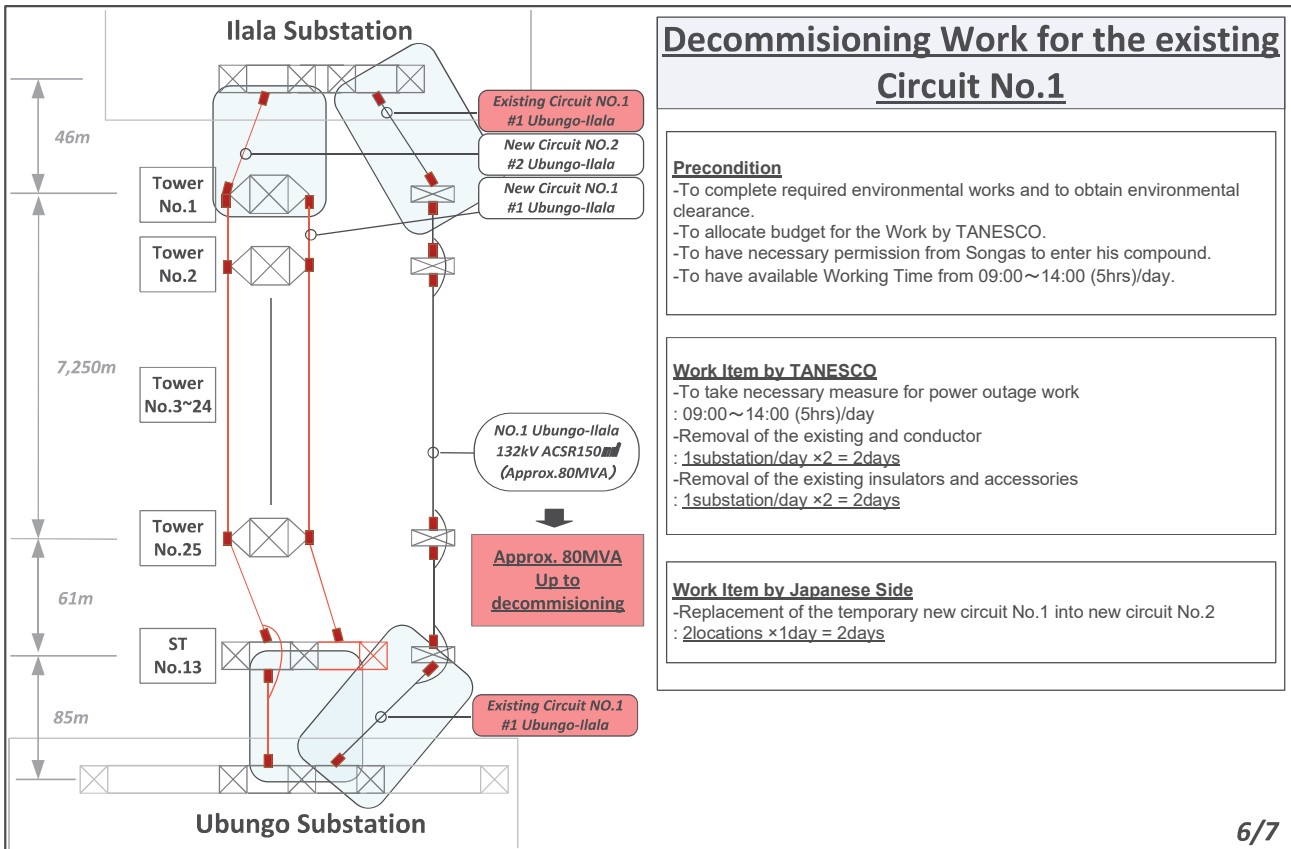 Ilala Substation
46m
Tower
No.1
Tower
No.2
7,250m
Tower
No.3~24
Tower
No.25
61m
ST
No.13
85m
Ubungo Substation
Existing Circuit NO.1
#1 Ubungo-Ilala
New Circuit NO.2
#2 Ubungo-Ilala
New Circuit NO.1
#1 Ubungo-Ilala
NO.1 Ubungo-Ilala
132kV ACSR150㎟
(Approx.80MVA)
Approx. 80MVA
Up to
decommisioning
Existing Circuit NO.1
#1 Ubungo-Ilala
Decommisioning Work for the existing
Circuit No.1
Precondition
-To complete required environmental works and to obtain environmental
clearance.
-To allocate budget for the Work by TANESCO.
-To have necessary permission from Songas to enter his compound.
-To have available Working Time from 09:00～14:00 (5hrs)/day.
Work Item by TANESCO
-To take necessary measure for power outage work
: 09:00～14:00 (5hrs)/day
-Removal of the existing and conductor
: 1substation/day ×2 = 2days
-Removal of the existing insulators and accessories
: 1substation/day ×2 = 2days
Work Item by Japanese Side
-Replacement of the temporary new circuit No.1 into new circuit No.2
: 2locations ×1day = 2days
6/7